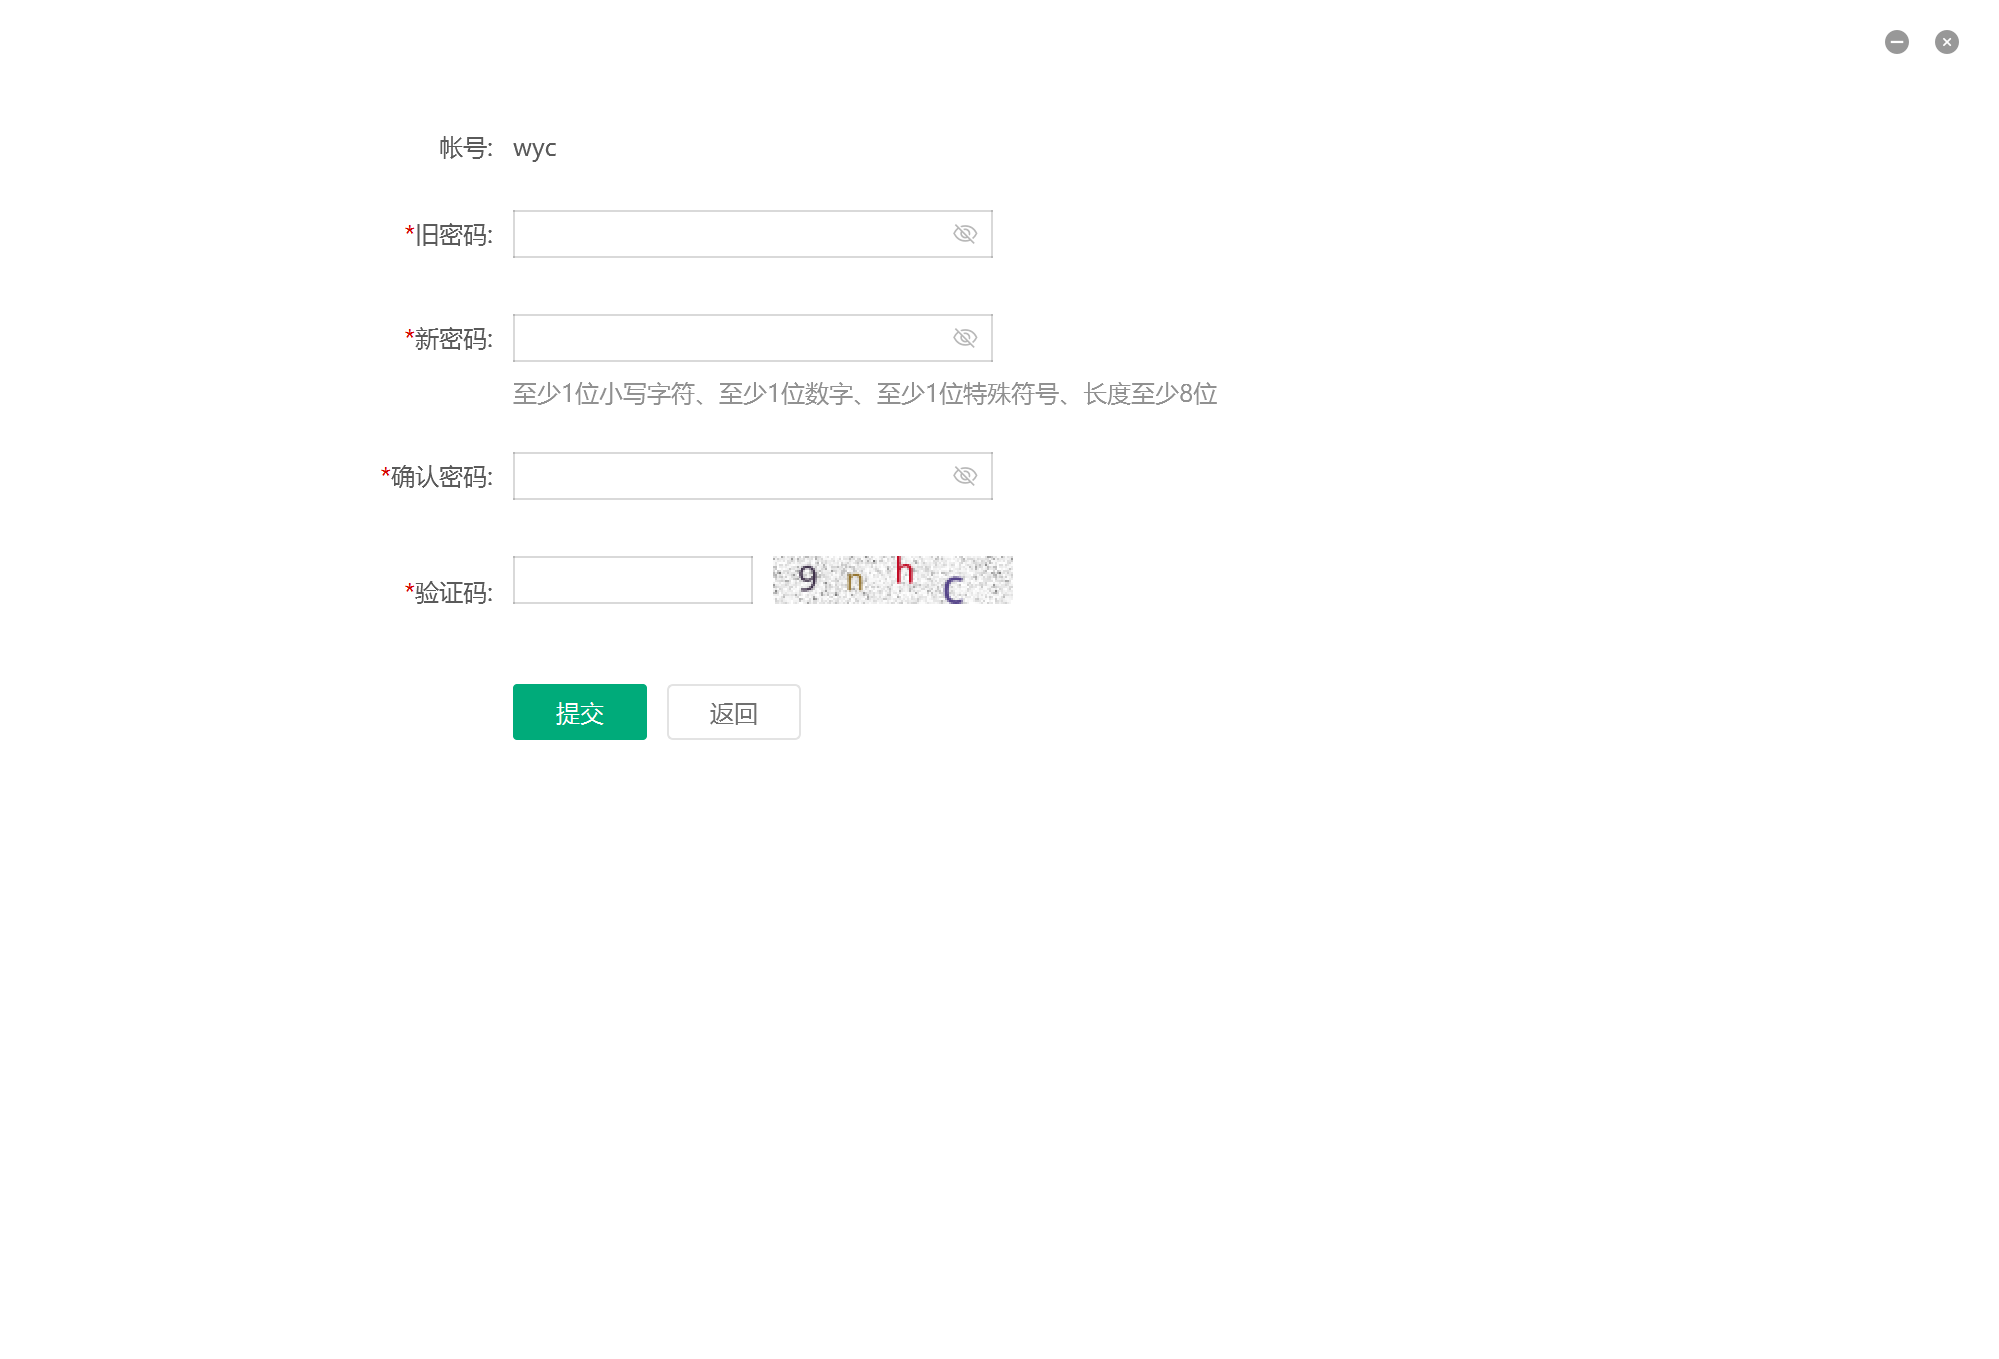 帐号: wyc
*旧密码:
*新密码:
至少1位小写字符、至少1位数字、至少1位特殊符号、长度至少8位
*确认密码:
*验证码: 9nhc
提交 返回